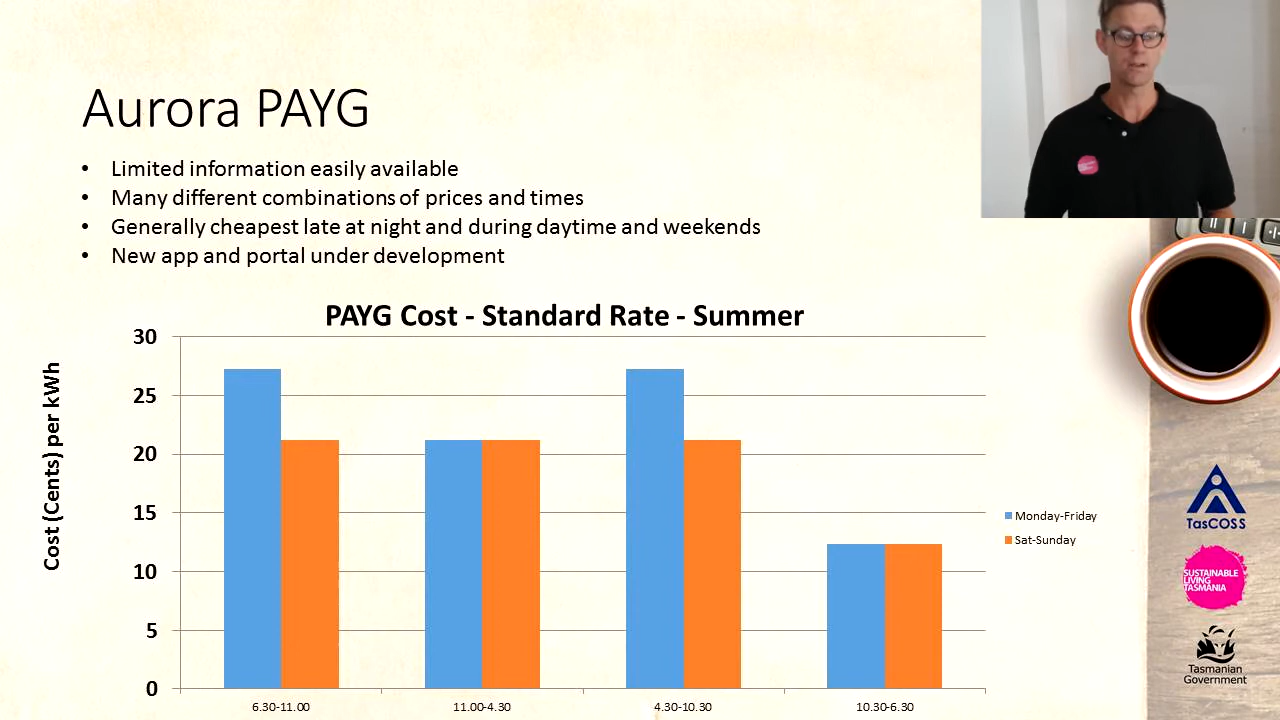 Aurora PAYG
• Limited information easily available
• Many different combinations of prices and times
• Generally cheapest late at night and during daytime and weekends
• New app and portal under development
PAYG Cost - Standard Rate - Summer
Cost (Cents) per kWh
30
25
20
15
10
5
0
6.30-11.00
11.00-4.30
4.30-10.30
10.30-6.30
Monday-Friday
Sat-Sunday
TasCOSS
SUSTAINABLE
LIVING
TASMANIA
Tasmanian
Government